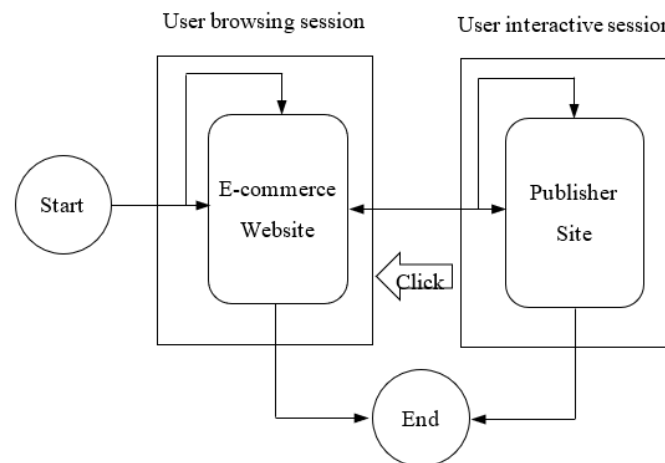 User browsing session
User interactive session
Start
E-commerce
Website
Publisher
Site
Click
End